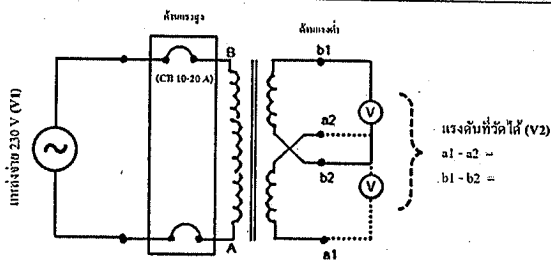 ด้านแรงสูง
ด้านแรงต่ำ
B
b1
(CB 10-20 A)
V
a2
แหล่งจ่าย 230 V (V1)
แรงดันที่วัดได้ (V2)
a1 - a2 =
b2
b1 - b2 =
V
A
a1